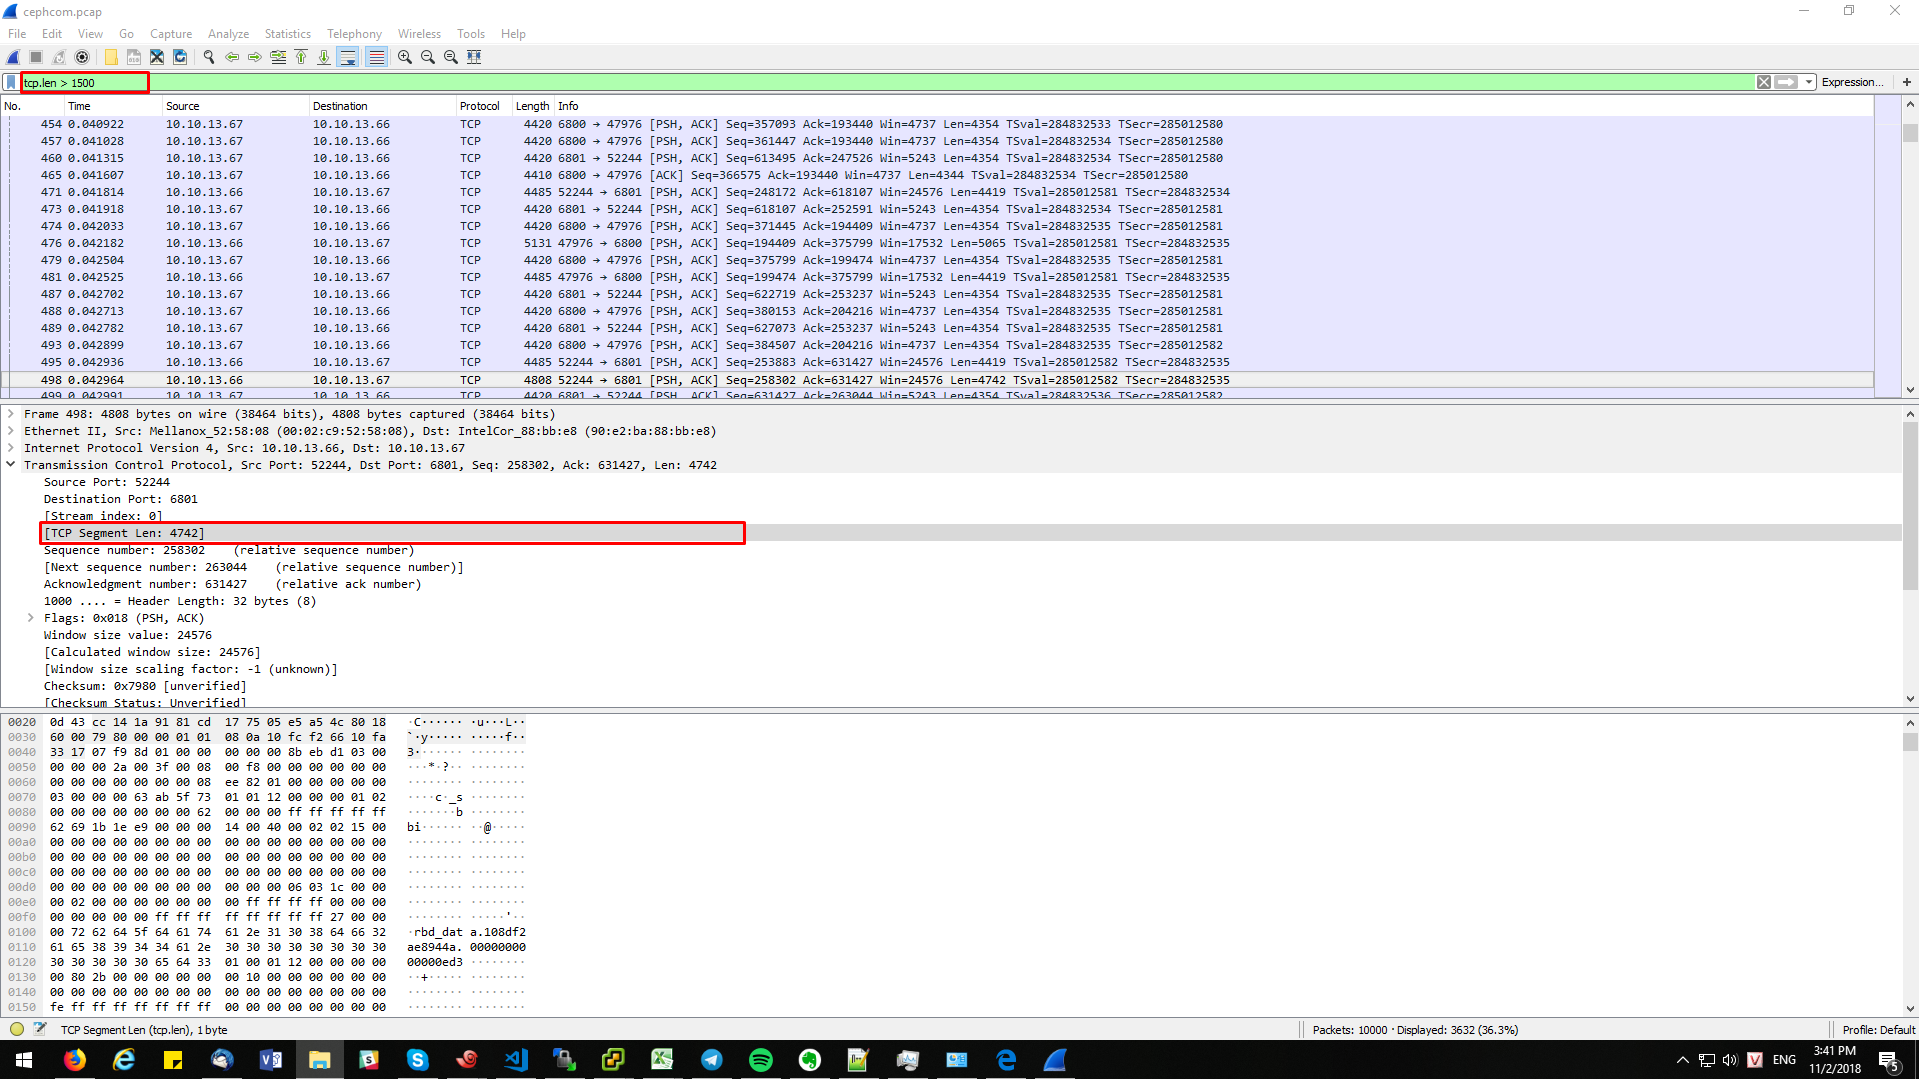 cephcom.pcap
File Edit View Go Capture Analyze Statistics Telephony Wireless Tools Help
tcp.len > 1500 Expression... +
No. Time Source Destination Protocol Length Info
454 0.040922 10.10.13.67 10.10.13.66 TCP 4420 6800 → 47976 [PSH, ACK] Seq=357093 Ack=193440 Win=4737 Len=4354 TSval=284832533 TSecr=285012580
457 0.041028 10.10.13.67 10.10.13.66 TCP 4420 6800 → 47976 [PSH, ACK] Seq=361447 Ack=193440 Win=4737 Len=4354 TSval=284832534 TSecr=285012580
460 0.041315 10.10.13.67 10.10.13.66 TCP 4420 6801 → 52244 [PSH, ACK] Seq=613495 Ack=247526 Win=5243 Len=4354 TSval=284832534 TSecr=285012580
465 0.041607 10.10.13.67 10.10.13.66 TCP 4410 6800 → 47976 [ACK] Seq=366575 Ack=193440 Win=4737 Len=4344 TSval=284832534 TSecr=285012580
471 0.041814 10.10.13.66 10.10.13.67 TCP 4485 52244 → 6801 [PSH, ACK] Seq=248172 Ack=618107 Win=24576 Len=4419 TSval=285012581 TSecr=284832534
473 0.041918 10.10.13.67 10.10.13.66 TCP 4420 6801 → 52244 [PSH, ACK] Seq=618107 Ack=252591 Win=5243 Len=4354 TSval=284832534 TSecr=285012581
474 0.042033 10.10.13.67 10.10.13.66 TCP 4420 6800 → 47976 [PSH, ACK] Seq=371445 Ack=194409 Win=4737 Len=4354 TSval=284832535 TSecr=285012581
476 0.042182 10.10.13.66 10.10.13.67 TCP 5131 47976 → 6800 [PSH, ACK] Seq=194409 Ack=375799 Win=17532 Len=5065 TSval=285012581 TSecr=284832535
479 0.042504 10.10.13.67 10.10.13.66 TCP 4420 6800 → 47976 [PSH, ACK] Seq=375799 Ack=199474 Win=4737 Len=4354 TSval=284832535 TSecr=285012581
481 0.042525 10.10.13.66 10.10.13.67 TCP 4485 47976 → 6800 [PSH, ACK] Seq=199474 Ack=375799 Win=17532 Len=4419 TSval=285012581 TSecr=284832535
487 0.042702 10.10.13.67 10.10.13.66 TCP 4420 6801 → 52244 [PSH, ACK] Seq=622719 Ack=253237 Win=5243 Len=4354 TSval=284832535 TSecr=285012581
488 0.042713 10.10.13.67 10.10.13.66 TCP 4420 6800 → 47976 [PSH, ACK] Seq=380153 Ack=204216 Win=4737 Len=4354 TSval=284832535 TSecr=285012581
489 0.042782 10.10.13.67 10.10.13.66 TCP 4420 6801 → 52244 [PSH, ACK] Seq=627073 Ack=253237 Win=5243 Len=4354 TSval=284832535 TSecr=285012581
493 0.042899 10.10.13.67 10.10.13.66 TCP 4420 6800 → 47976 [PSH, ACK] Seq=384507 Ack=204216 Win=4737 Len=4354 TSval=284832535 TSecr=285012582
495 0.042936 10.10.13.66 10.10.13.67 TCP 4485 52244 → 6801 [PSH, ACK] Seq=253883 Ack=631427 Win=24576 Len=4419 TSval=285012582 TSecr=284832535
498 0.042964 10.10.13.66 10.10.13.67 TCP 4808 52244 → 6801 [PSH, ACK] Seq=258302 Ack=631427 Win=24576 Len=4742 TSval=285012582 TSecr=284832535
499 0.042991 10.10.13.67 10.10.13.66 TCP 4420 6801 → 52244 [PSH, ACK] Seq=631427 Ack=263044 Win=5243 Len=4354 TSval=284832536 TSecr=285012582
Frame 498: 4808 bytes on wire (38464 bits), 4808 bytes captured (38464 bits)
Ethernet II, Src: Mellanox_52:58:08 (00:02:c9:52:58:08), Dst: IntelCor_88:bb:e8 (90:e2:ba:88:bb:e8)
Internet Protocol Version 4, Src: 10.10.13.66, Dst: 10.10.13.67
Transmission Control Protocol, Src Port: 52244, Dst Port: 6801, Seq: 258302, Ack: 631427, Len: 4742
Source Port: 52244
Destination Port: 6801
[Stream index: 0]
[TCP Segment Len: 4742]
Sequence number: 258302 (relative sequence number)
[Next sequence number: 263044 (relative sequence number)]
Acknowledgment number: 631427 (relative ack number)
1000 .... = Header Length: 32 bytes (8)
Flags: 0x018 (PSH, ACK)
Window size value: 24576
[Calculated window size: 24576]
[Window size scaling factor: -1 (unknown)]
Checksum: 0x7980 [unverified]
[Checksum Status: Unverified]
0020 0d 43 cc 14 1a 91 81 cd 17 75 05 e5 a5 4c 80 18 ·C······ ·u···L··
0030 60 00 79 80 00 00 01 01 08 0a 10 fc f2 66 10 fa `·y····· ·····f··
0040 33 17 07 f9 8d 01 00 00 00 00 00 8b eb d1 03 00 3······· ········
0050 00 00 00 2a 00 3f 00 08 00 f8 00 00 00 00 00 00 ···*·?·· ········
0060 00 00 00 00 00 00 00 08 ee 82 01 00 00 00 00 00 ········ ········
0070 03 00 00 00 63 ab 5f 73 01 01 12 00 00 00 01 02 ····c·_s ········
0080 00 00 00 00 00 00 00 62 00 00 00 ff ff ff ff ff ·······b ········
0090 62 69 1b 1e e9 00 00 00 14 00 40 00 02 02 15 00 bi······ ··@·····
00a0 00 00 00 00 00 00 00 00 00 00 00 00 00 00 00 00 ········ ········
00b0 00 00 00 00 00 00 00 00 00 00 00 00 00 00 00 00 ········ ········
00c0 00 00 00 00 00 00 00 00 00 00 00 00 00 00 00 00 ········ ········
00d0 00 00 00 00 00 00 00 00 00 00 00 06 03 1c 00 00 ········ ········
00e0 00 02 00 00 00 00 00 00 00 ff ff ff ff 00 00 00 ········ ········
00f0 00 00 00 00 00 ff ff ff ff ff ff ff ff 27 00 00 ········ ·····'··
0100 00 72 62 64 5f 64 61 74 61 2e 31 30 38 64 66 32 ·rbd_dat a.108df2
0110 61 65 38 39 34 34 61 2e 30 30 30 30 30 30 30 30 ae8944a. 00000000
0120 30 30 30 30 30 65 64 33 01 00 01 12 00 00 00 00 00000ed3 ········
0130 00 80 2b 00 00 00 00 00 00 10 00 00 00 00 00 00 ··+····· ········
0140 00 00 00 00 00 00 00 00 00 00 00 00 00 00 00 00 ········ ········
0150 fe ff ff ff ff ff ff ff 00 00 00 00 00 00 00 00 ········ ········
TCP Segment Len (tcp.len), 1 byte Packets: 10000 · Displayed: 3632 (36.3%) Profile: Default
3:41 PM
ENG
11/2/2018
5